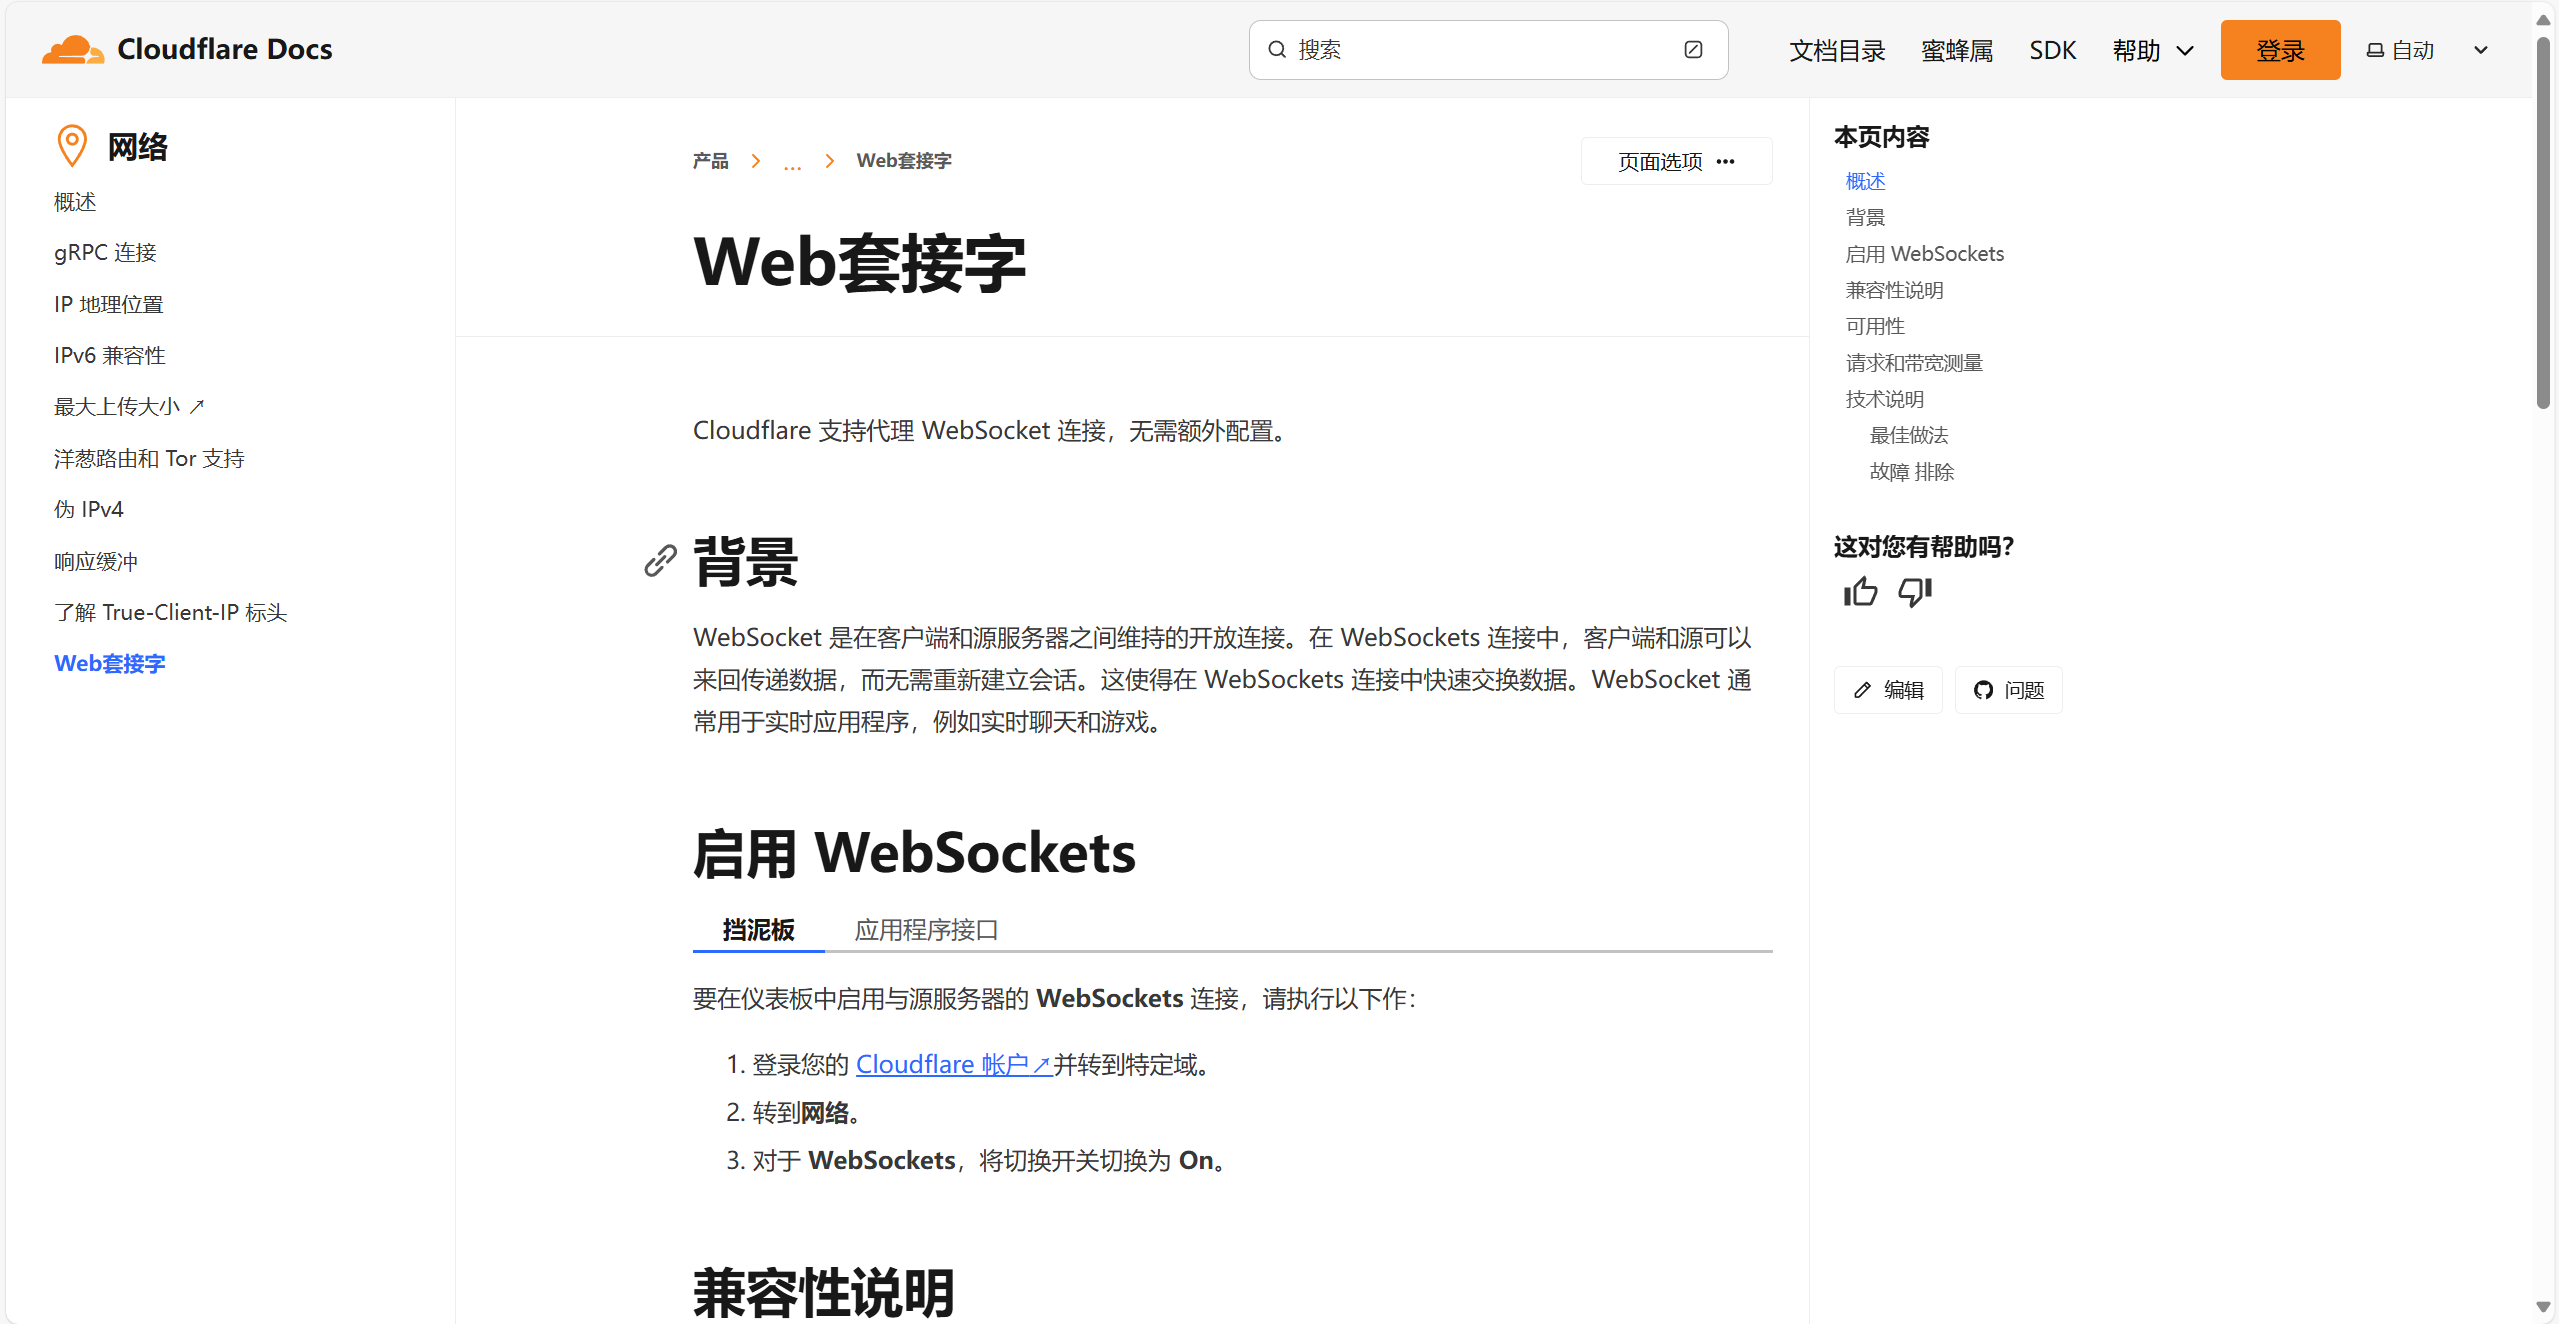 Cloudflare Docs
搜索
文档目录
蜜蜂属
SDK
帮助
登录
自动
网络
概述
gRPC 连接
IP 地理位置
IPv6 兼容性
最大上传大小 ↗
洋葱路由和 Tor 支持
伪 IPv4
响应缓冲
了解 True-Client-IP 标头
Web套接字
产品 > ... > Web套接字
页面选项 •••
Web套接字
Cloudflare 支持代理 WebSocket 连接，无需额外配置。
背景
WebSocket 是在客户端和源服务器之间维持的开放连接。在 WebSockets 连接中，客户端和源可以
来回传递数据，而无需重新建立会话。这使得在 WebSockets 连接中快速交换数据。WebSocket 通
常用于实时应用程序，例如实时聊天和游戏。
启用 WebSockets
挡泥板
应用程序接口
要在仪表板中启用与源服务器的 WebSockets 连接，请执行以下作：
1. 登录您的 Cloudflare 帐户↗并转到特定域。
2. 转到网络。
3. 对于 WebSockets，将切换开关切换为 On。
兼容性说明
本页内容
概述
背景
启用 WebSockets
兼容性说明
可用性
请求和带宽测量
技术说明
最佳做法
故障 排除
这对您有帮助吗？
编辑
问题